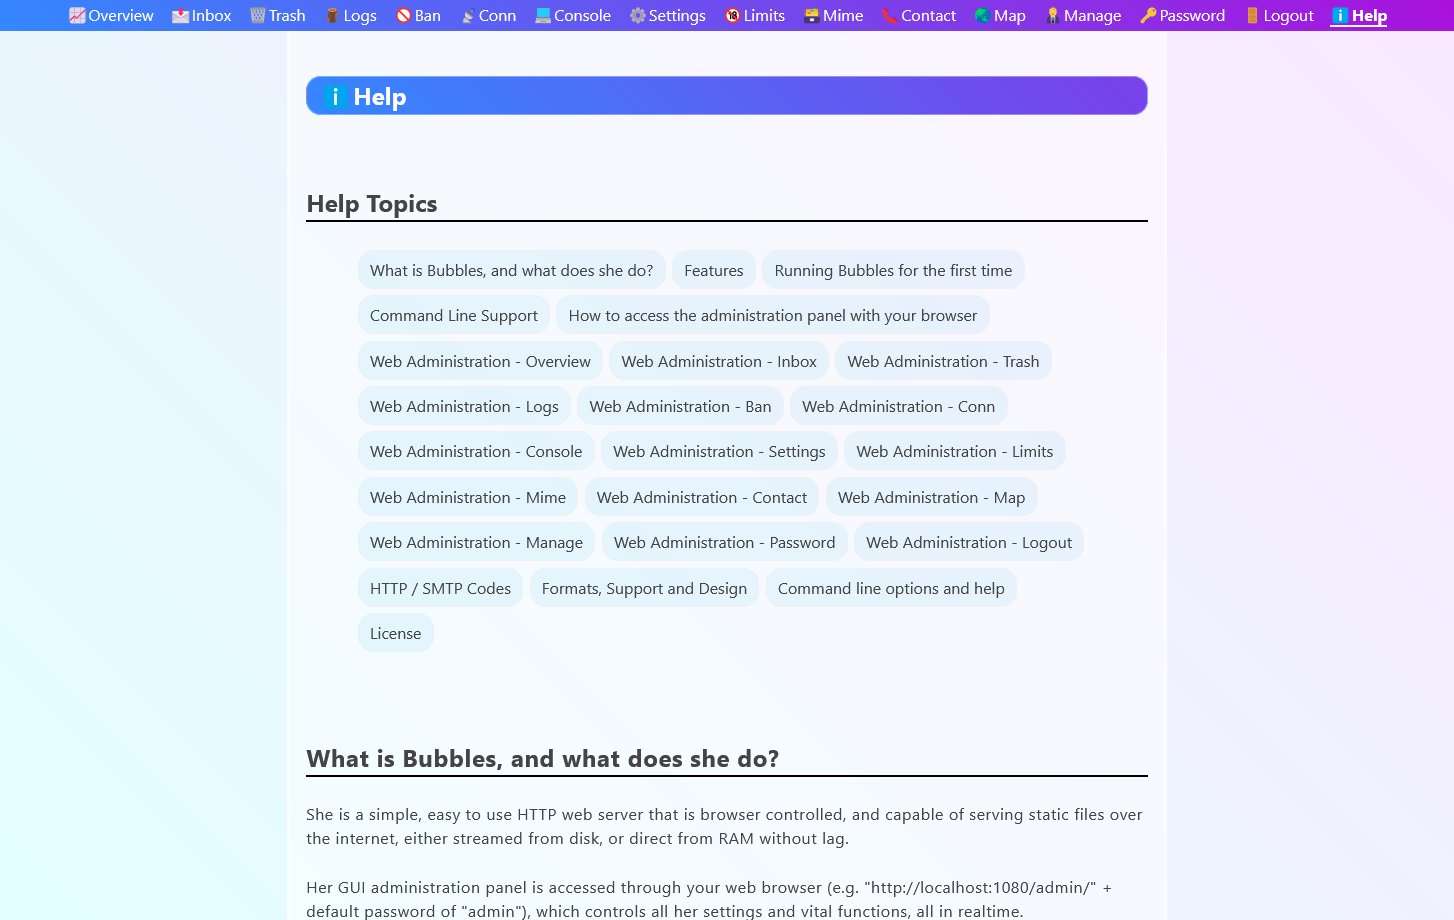 Overview Inbox Trash Logs Ban Conn Console Settings Limits Mime Contact Map Manage Password Logout Help
Help
Help Topics
What is Bubbles, and what does she do? Features Running Bubbles for the first time
Command Line Support How to access the administration panel with your browser
Web Administration - Overview Web Administration - Inbox Web Administration - Trash
Web Administration - Logs Web Administration - Ban Web Administration - Conn
Web Administration - Console Web Administration - Settings Web Administration - Limits
Web Administration - Mime Web Administration - Contact Web Administration - Map
Web Administration - Manage Web Administration - Password Web Administration - Logout
HTTP / SMTP Codes Formats, Support and Design Command line options and help
License
What is Bubbles, and what does she do?
She is a simple, easy to use HTTP web server that is browser controlled, and capable of serving static files over
the internet, either streamed from disk, or direct from RAM without lag.
Her GUI administration panel is accessed through your web browser (e.g. "http://localhost:1080/admin/" +
default password of "admin"), which controls all her settings and vital functions, all in realtime.